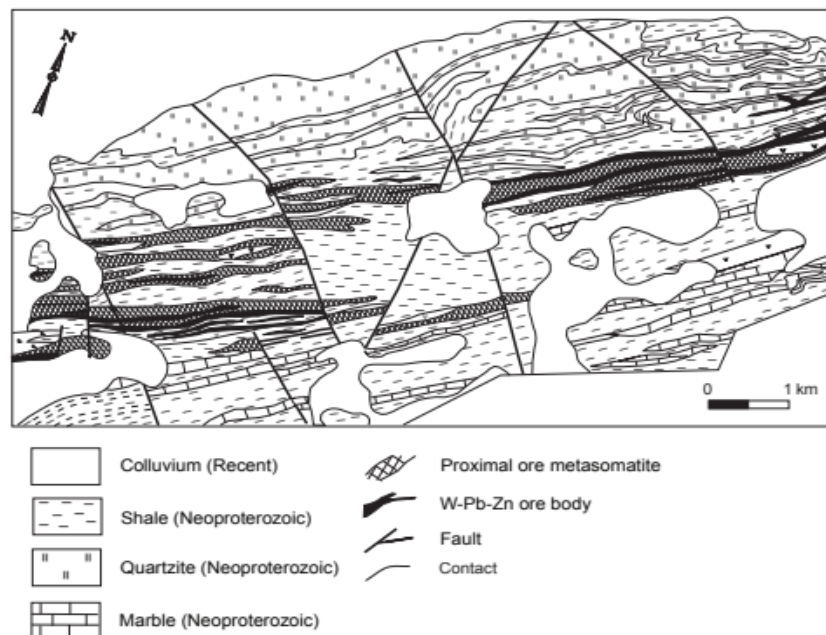 N
0 1 km
Colluvium (Recent)
Proximal ore metasomatite
Shale (Neoproterozoic)
W-Pb-Zn ore body
Quartzite (Neoproterozoic)
Fault
Contact
Marble (Neoproterozoic)